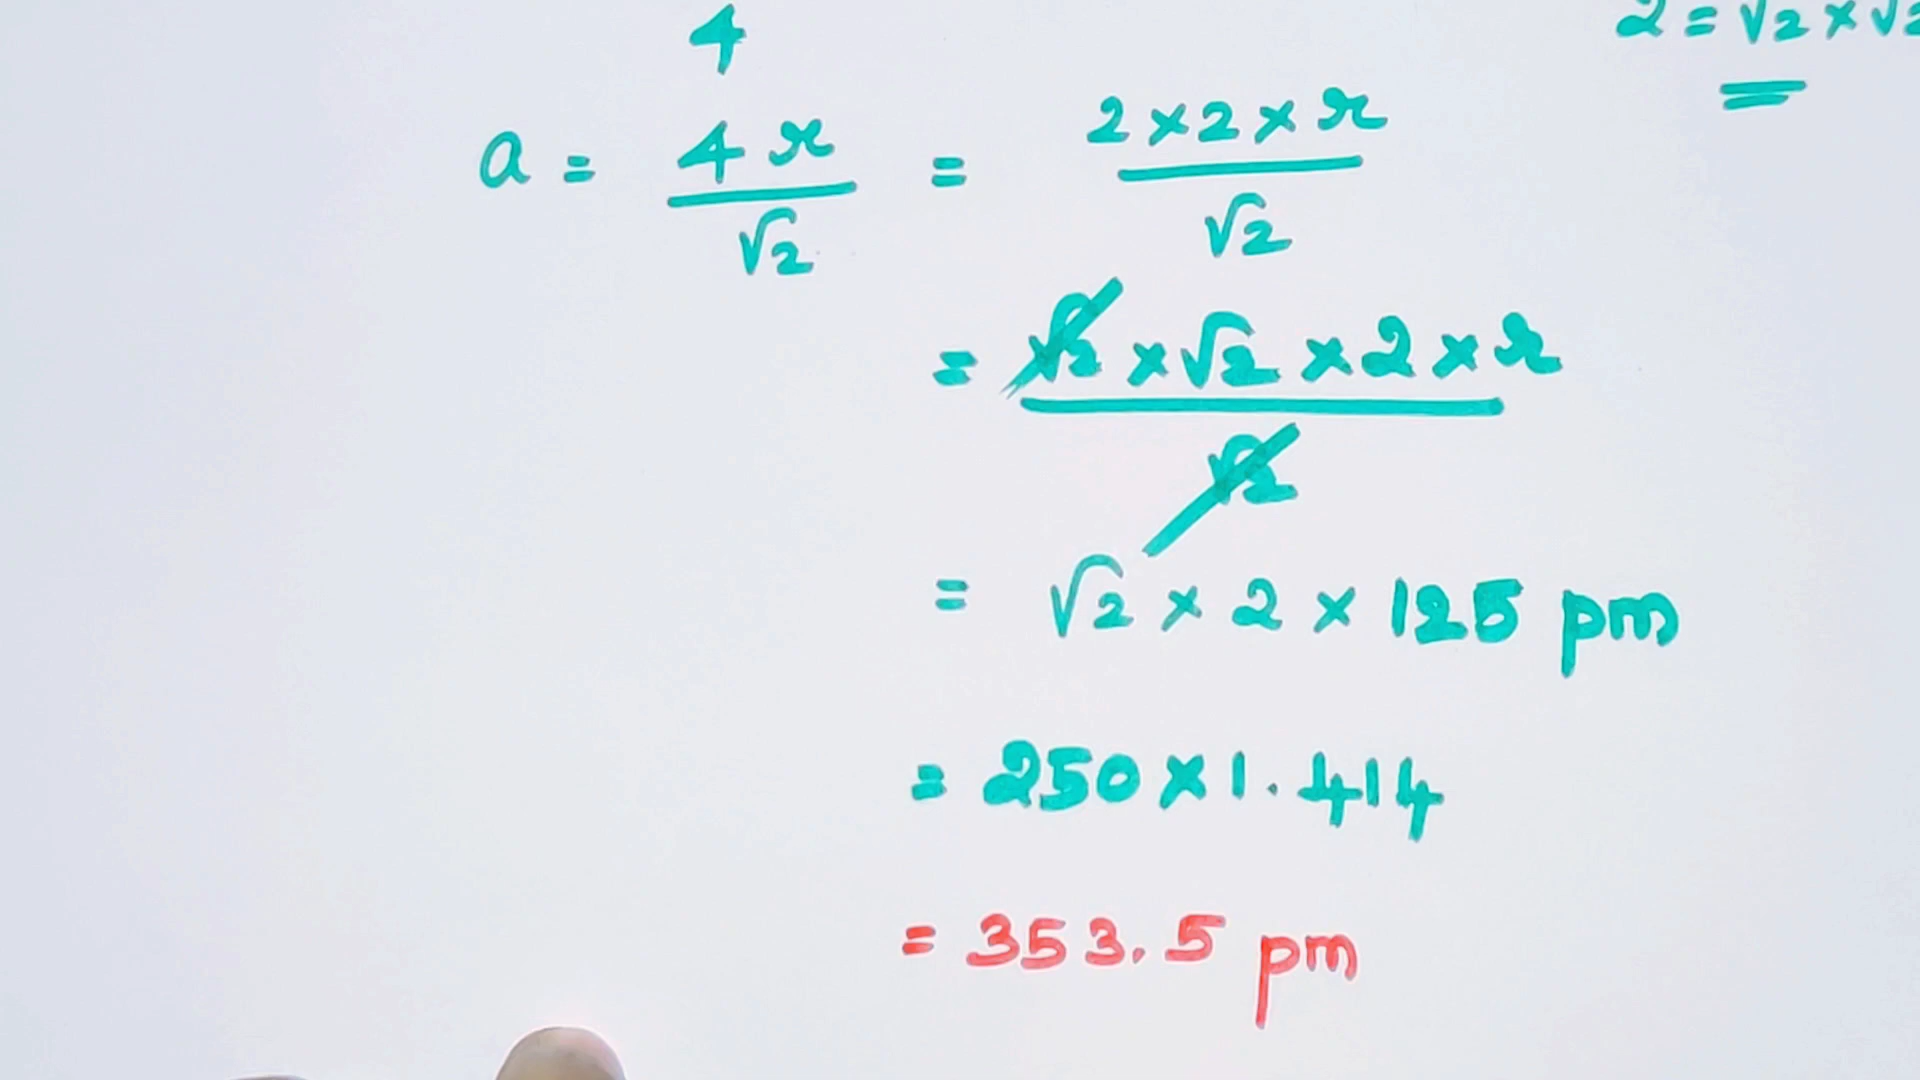 4
2 = √2 × √2
a = 4r / √2 = 2 × 2 × r / √2
= √2 × √2 × 2 × r / √2
= √2 × 2 × 125 pm
= 250 × 1.414
= 353.5 pm